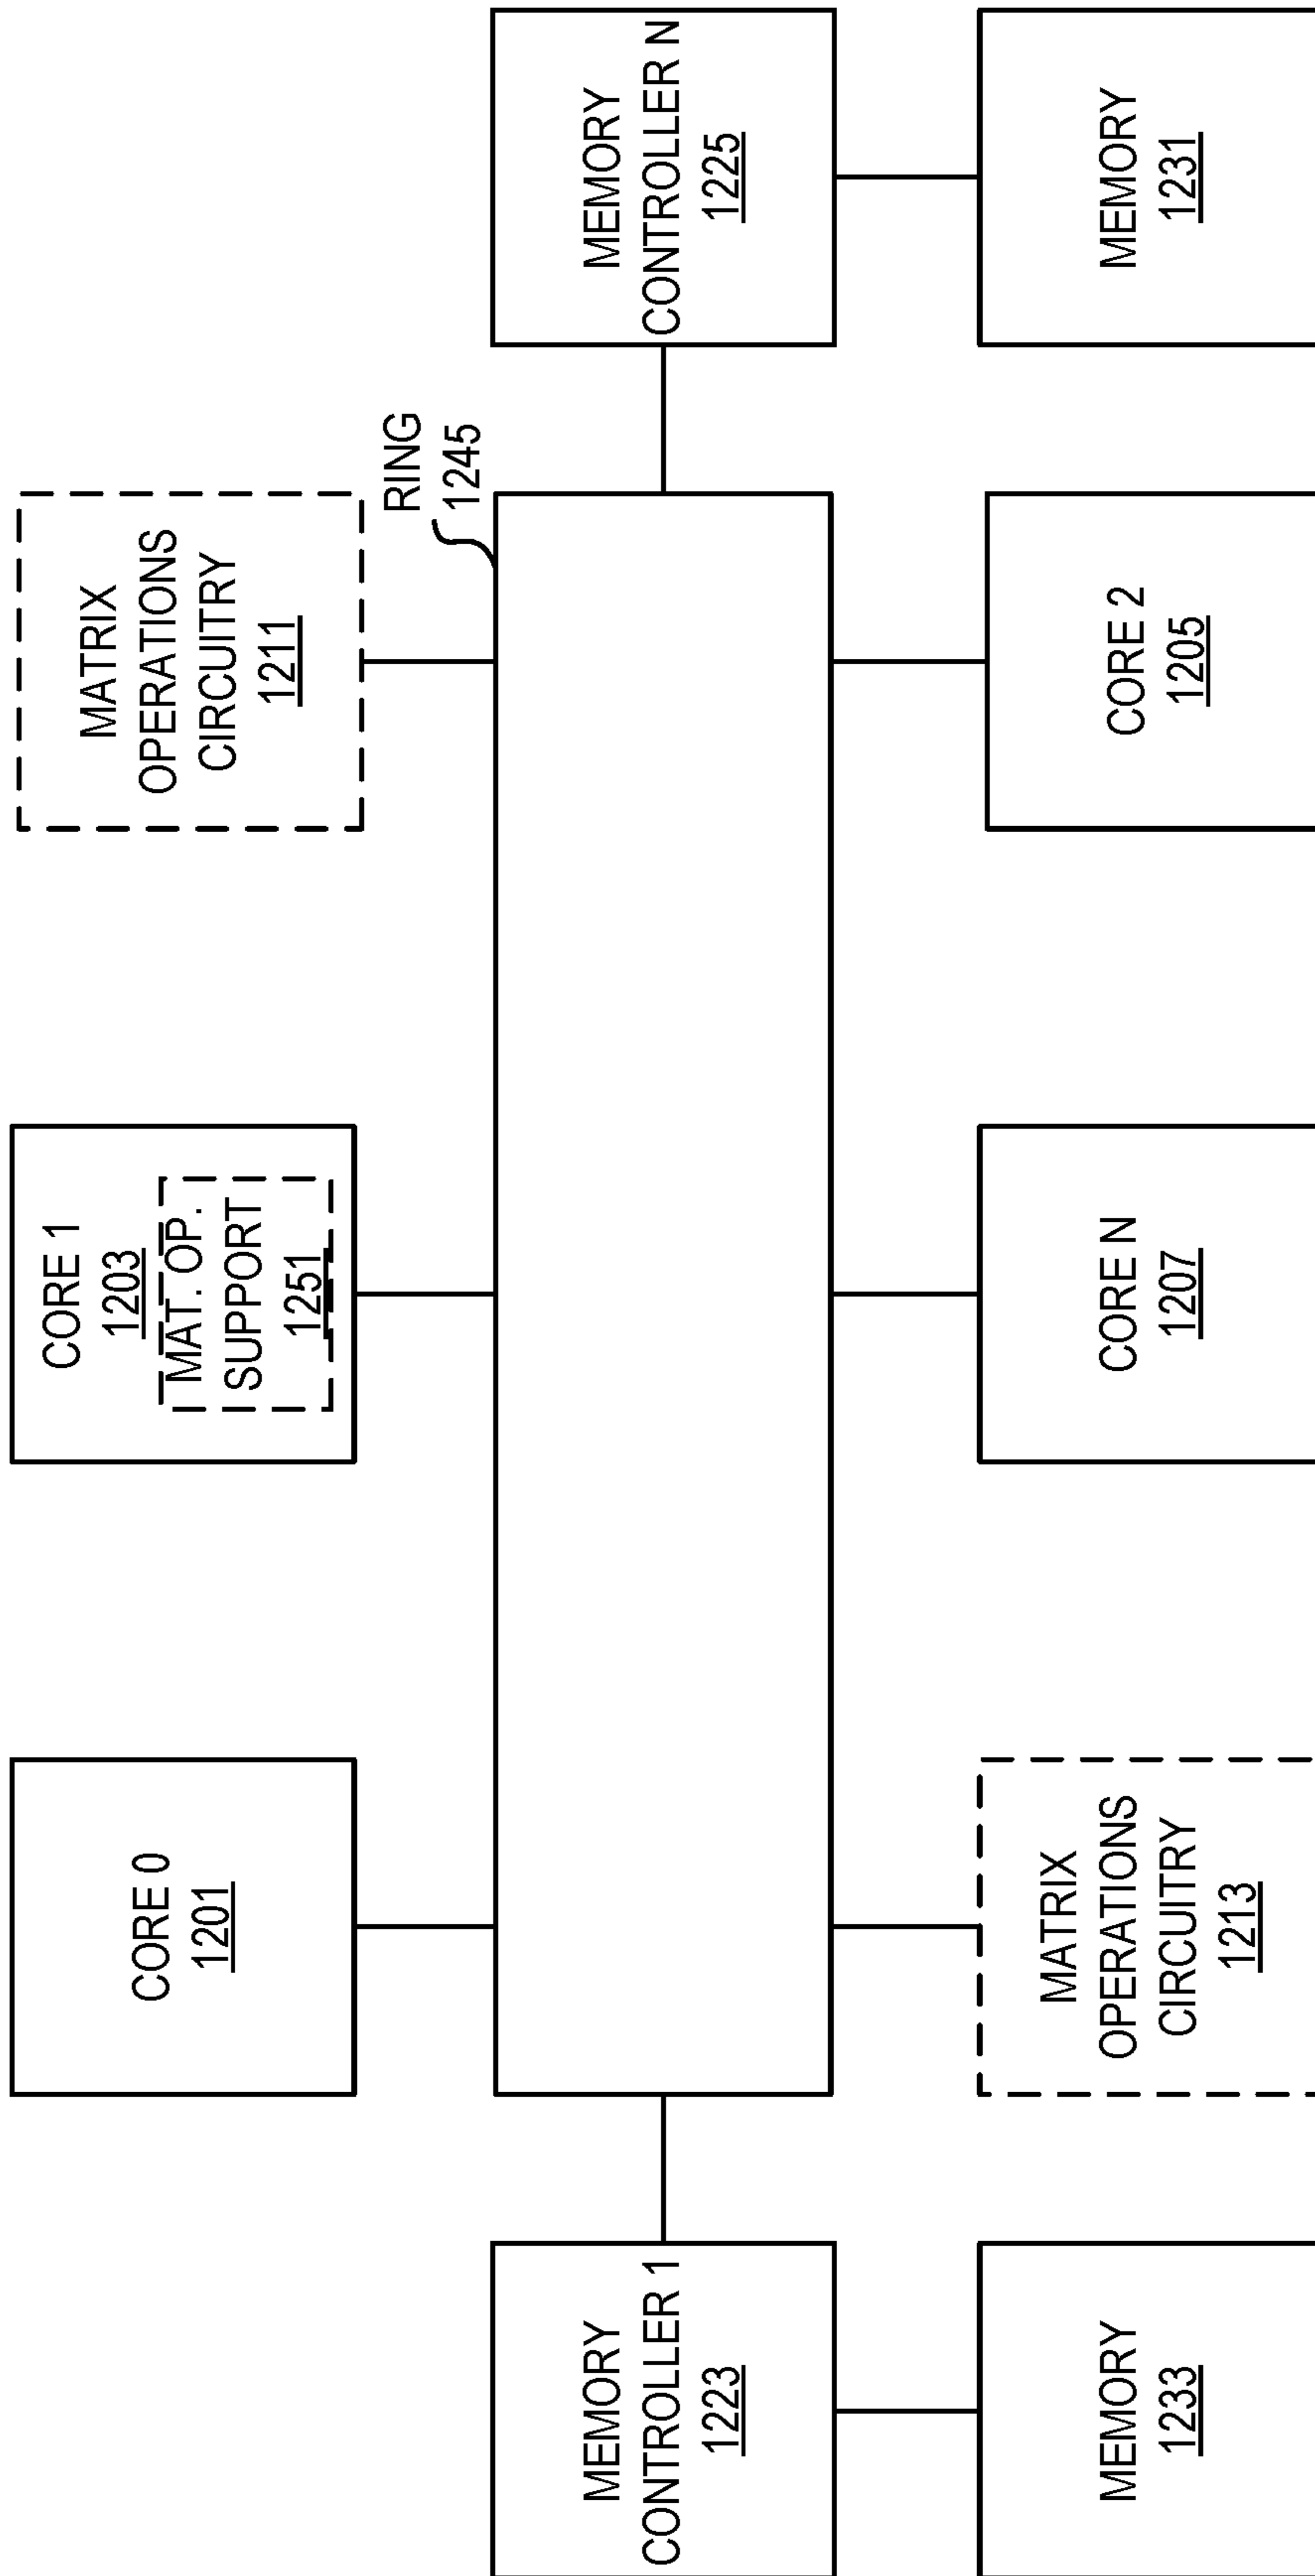 CORE 0
1201
CORE 1
1203
MAT. OP.
SUPPORT
1251
MATRIX
OPERATIONS
CIRCUITRY
1211
RING
1245
MEMORY
CONTROLLER 1
1223
MEMORY
CONTROLLER N
1225
MEMORY
1233
MATRIX
OPERATIONS
CIRCUITRY
1213
CORE N
1207
CORE 2
1205
MEMORY
1231